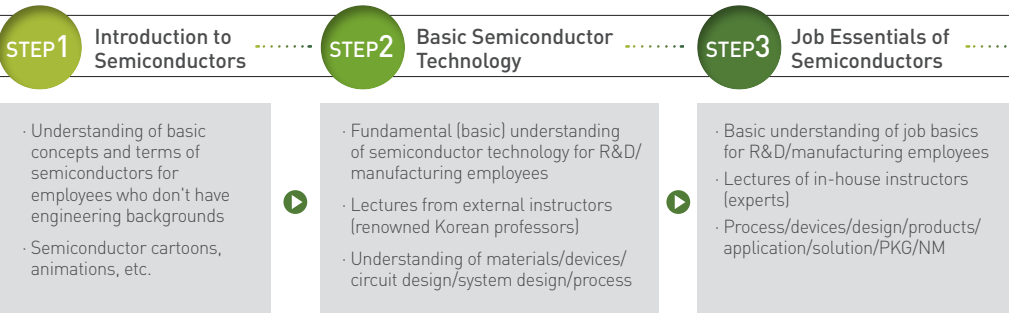 STEP1
Introduction to
Semiconductors
STEP2
Basic Semiconductor
Technology
STEP3
Job Essentials of
Semiconductors
· Understanding of basic
concepts and terms of
semiconductors for
employees who don't have
engineering backgrounds
· Semiconductor cartoons,
animations, etc.
· Fundamental (basic) understanding
of semiconductor technology for R&D/
manufacturing employees
· Lectures from external instructors
(renowned Korean professors)
· Understanding of materials/devices/
circuit design/system design/process
· Basic understanding of job basics
for R&D/manufacturing employees
· Lectures of in-house instructors
(experts)
· Process/devices/design/products/
application/solution/PKG/NM